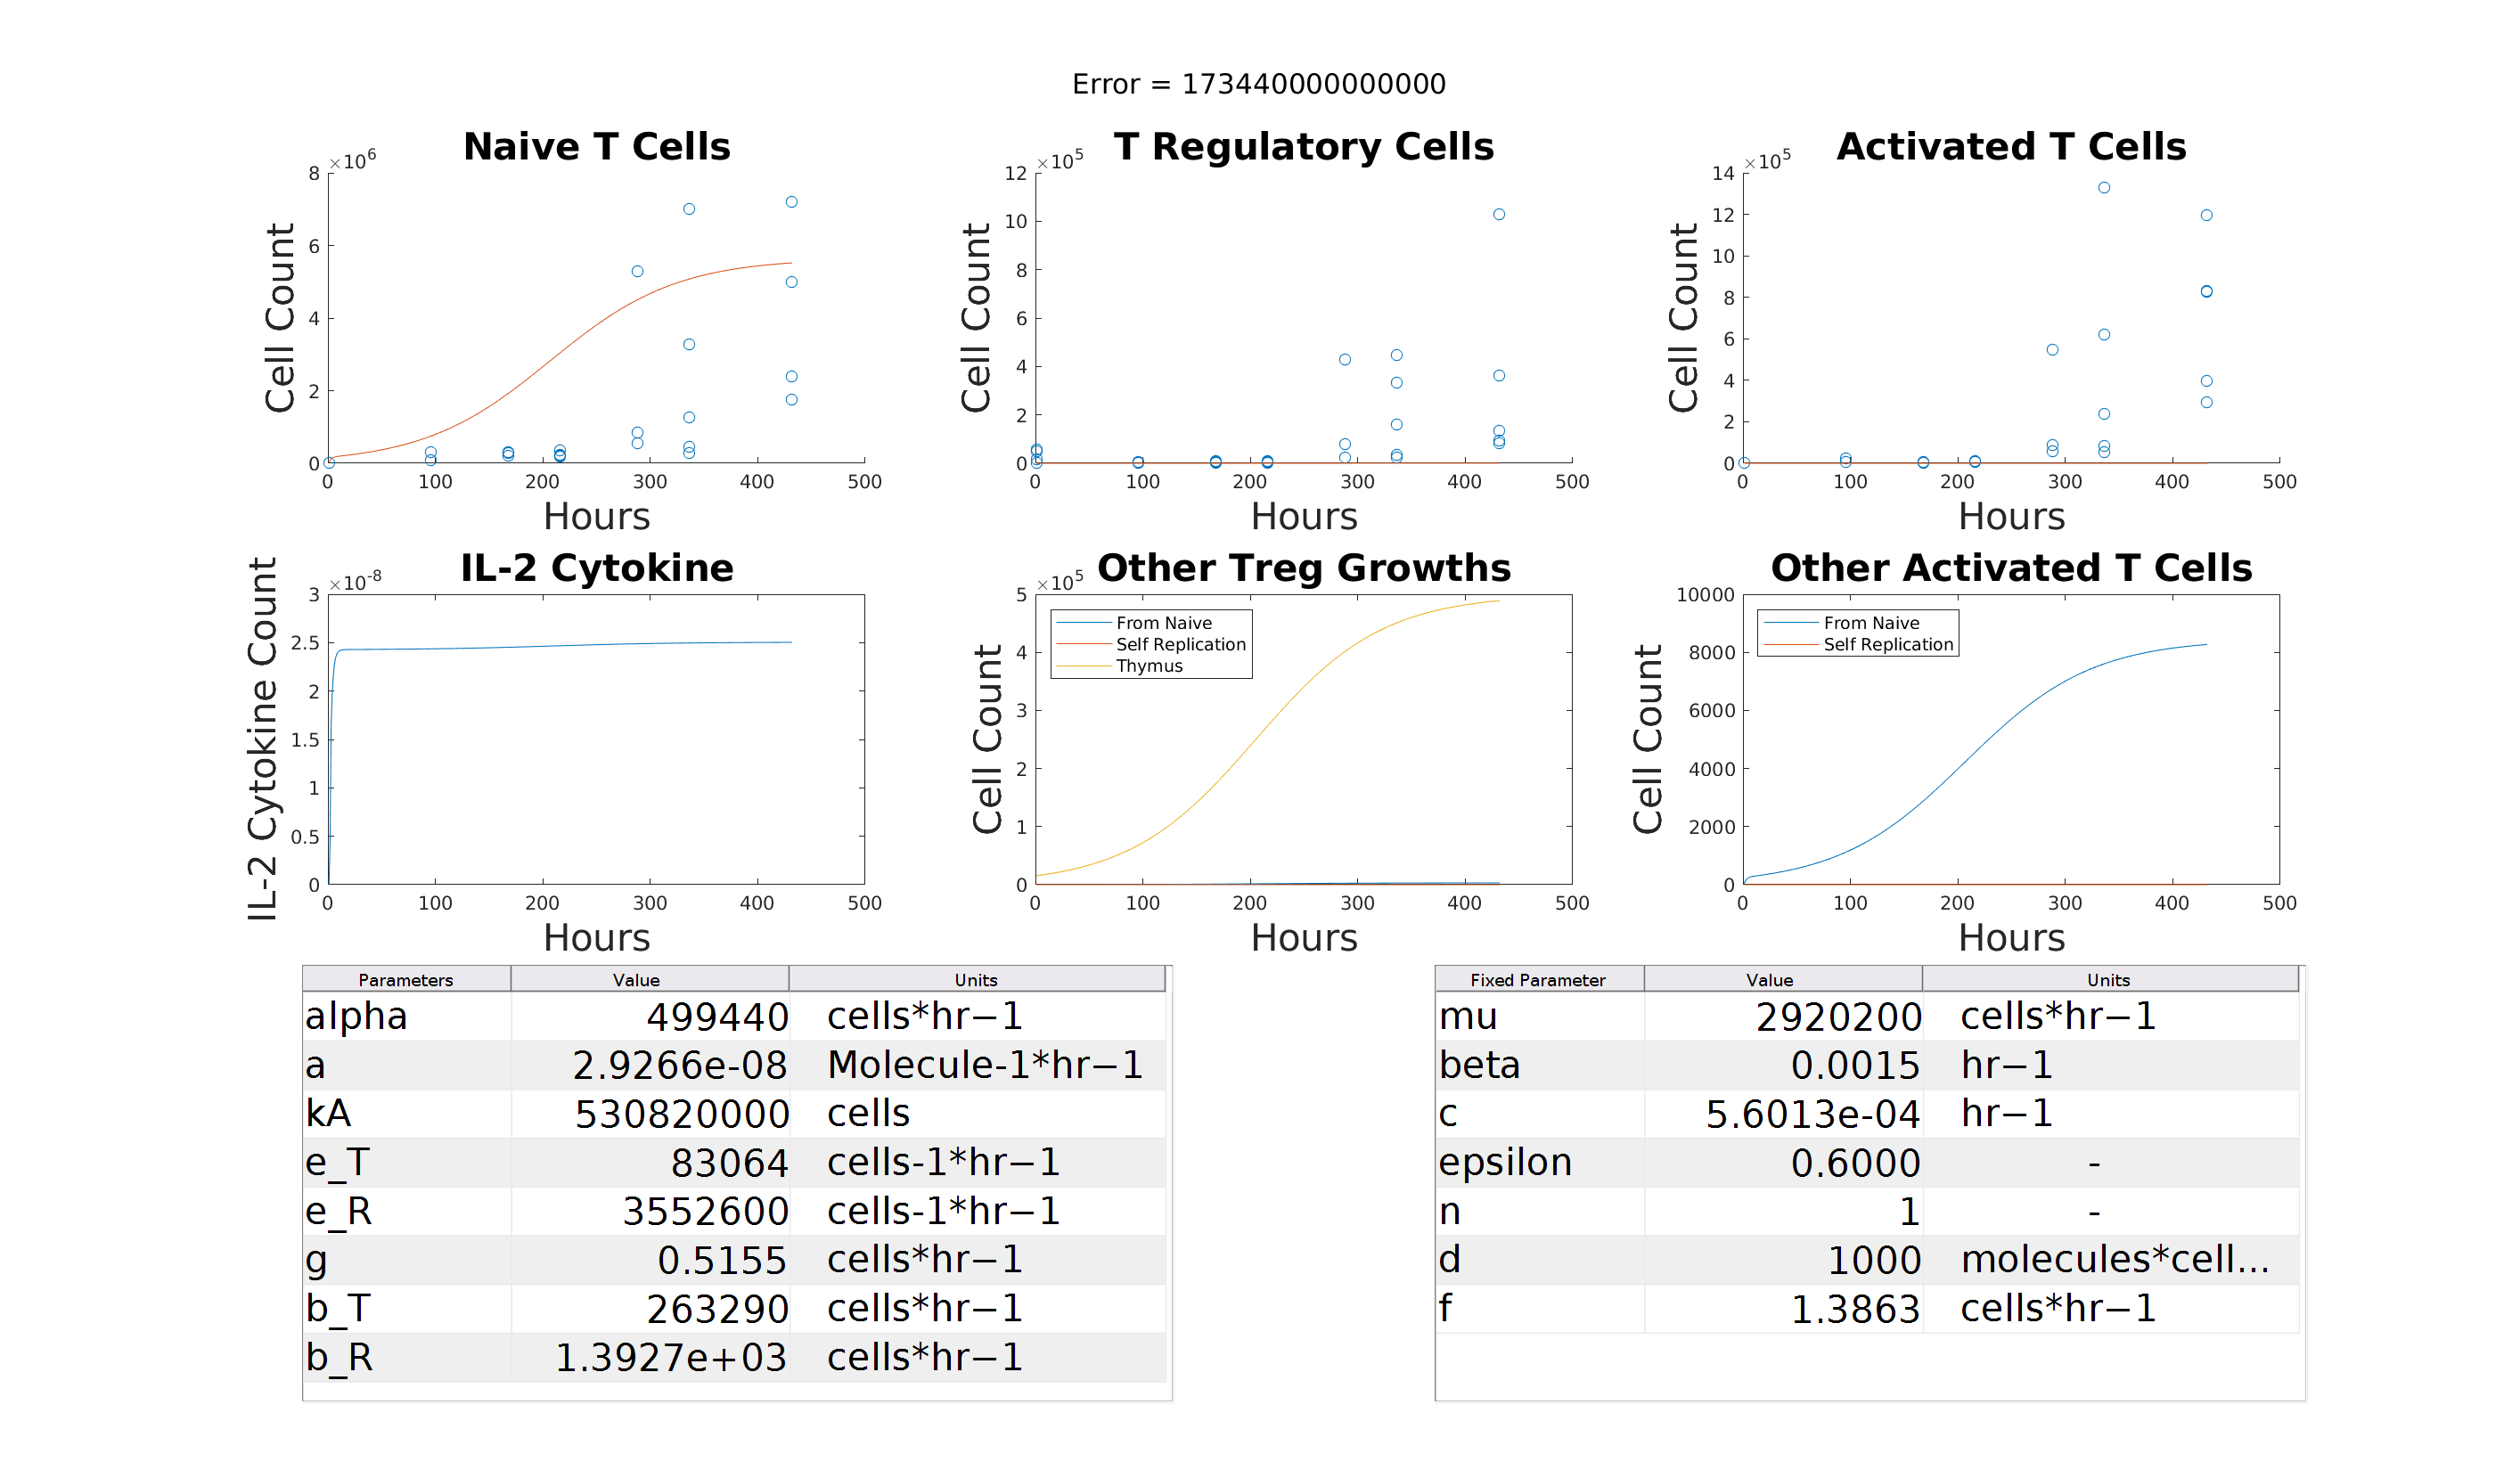 Error = 173440000000000
Naive T Cells
×10^6
8
6
4
2
0
0 100 200 300 400 500
Cell Count
Hours
T Regulatory Cells
×10^5
12
10
8
6
4
2
0
0 100 200 300 400 500
Cell Count
Hours
Activated T Cells
×10^5
14
12
10
8
6
4
2
0
0 100 200 300 400 500
Cell Count
Hours
IL-2 Cytokine
×10^-8
3
2.5
2
1.5
1
0.5
0
0 100 200 300 400 500
IL-2 Cytokine Count
Hours
Other Treg Growths
×10^5
5
4
3
2
1
0
0 100 200 300 400 500
Cell Count
Hours
From Naive
Self Replication
Thymus
Other Activated T Cells
10000
8000
6000
4000
2000
0
0 100 200 300 400 500
Cell Count
Hours
From Naive
Self Replication
Parameters Value Units
alpha 499440 cells*hr−1
a 2.9266e-08 Molecule-1*hr−1
kA 530820000 cells
e_T 83064 cells-1*hr−1
e_R 3552600 cells-1*hr−1
g 0.5155 cells*hr−1
b_T 263290 cells*hr−1
b_R 1.3927e+03 cells*hr−1
Fixed Parameter Value Units
mu 2920200 cells*hr−1
beta 0.0015 hr−1
c 5.6013e-04 hr−1
epsilon 0.6000 -
n 1 -
d 1000 molecules*cell...
f 1.3863 cells*hr−1